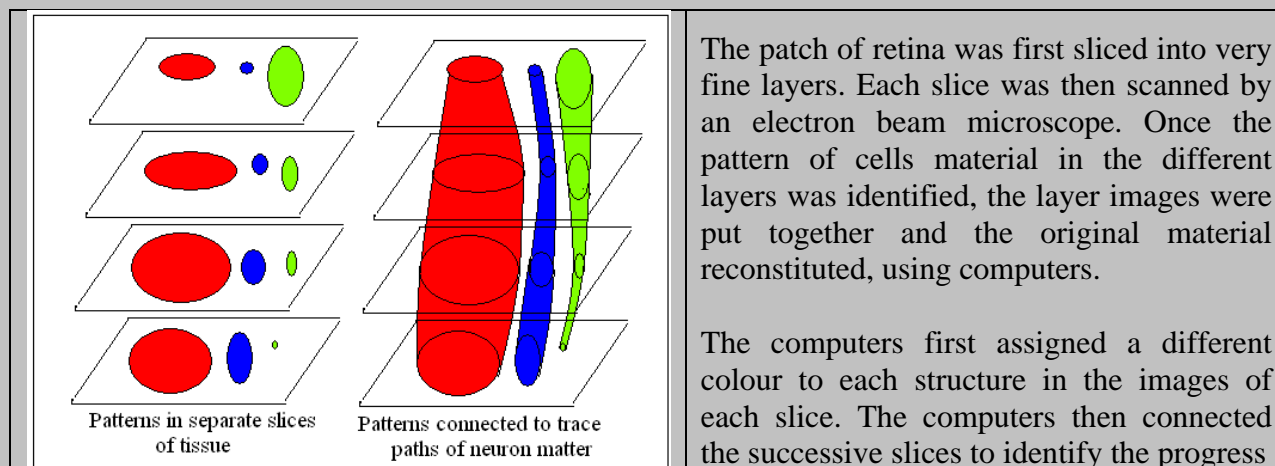 Patterns in separate slices
of tissue
Patterns connected to trace
paths of neuron matter
The patch of retina was first sliced into very
fine layers. Each slice was then scanned by
an electron beam microscope. Once the
pattern of cells material in the different
layers was identified, the layer images were
put together and the original material
reconstituted, using computers.
The computers first assigned a different
colour to each structure in the images of
each slice. The computers then connected
the successive slices to identify the progress